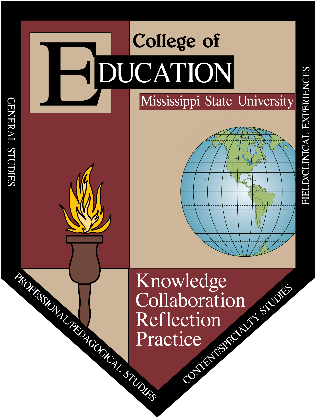 College of
EDUCATION
Mississippi State University
GENERAL STUDIES
FIELD/CLINICAL EXPERIENCES
Knowledge
Collaboration
Reflection
Practice
PROFESSIONAL/PEDAGOGICAL STUDIES
CONTENT/SPECIALTY STUDIES